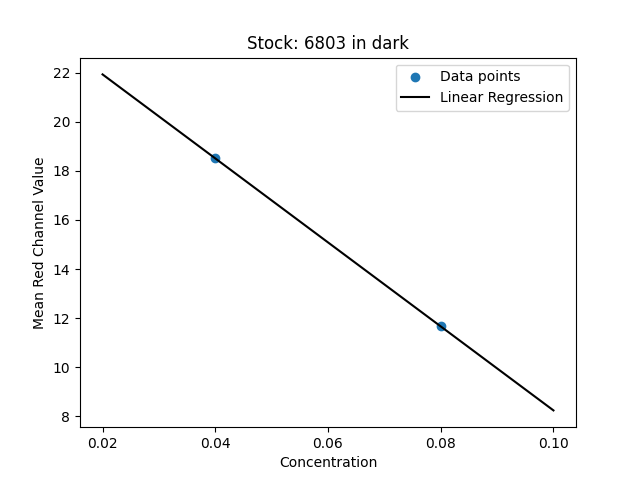 Stock: 6803 in dark
Data points
Linear Regression
Mean Red Channel Value
22
20
18
16
14
12
10
8
0.02 0.04 0.06 0.08 0.10
Concentration